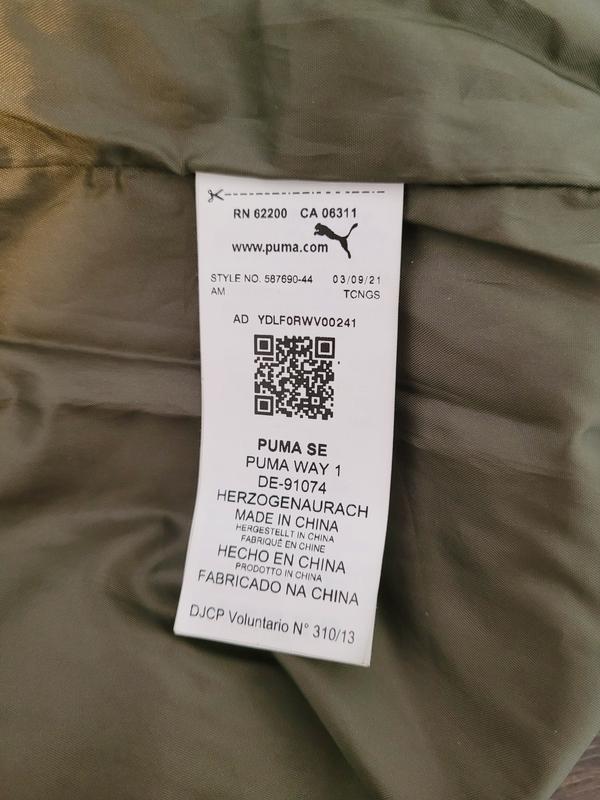 RN 62200 CA 06311
www.puma.com
STYLE NO. 587690-44 03/09/21
AM TCNGS
AD YDLF0RWV00241
PUMA SE
PUMA WAY 1
DE-91074
HERZOGENAURACH
MADE IN CHINA
HERGESTELLT IN CHINA
FABRIQUÉ EN CHINE
HECHO EN CHINA
PRODOTTO IN CHINA
FABRICADO NA CHINA
DJCP Voluntario N° 310/13